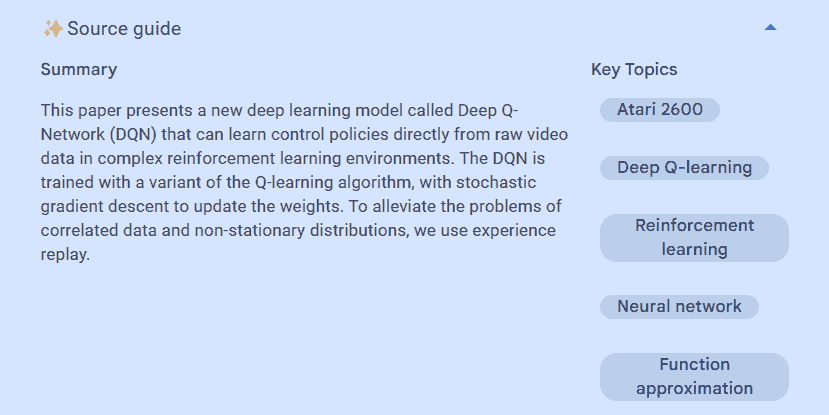 Source guide
Summary
This paper presents a new deep learning model called Deep Q-
Network (DQN) that can learn control policies directly from raw video
data in complex reinforcement learning environments. The DQN is
trained with a variant of the Q-learning algorithm, with stochastic
gradient descent to update the weights. To alleviate the problems of
correlated data and non-stationary distributions, we use experience
replay.
Key Topics
Atari 2600
Deep Q-learning
Reinforcement
learning
Neural network
Function
approximation